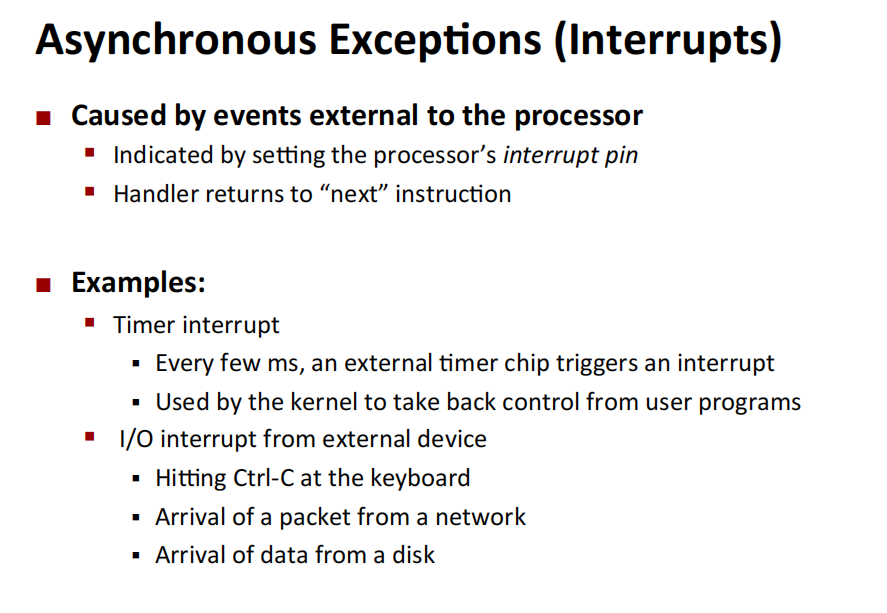 Asynchronous Exceptions (Interrupts)
Caused by events external to the processor
Indicated by setting the processor’s interrupt pin
Handler returns to “next” instruction
Examples:
Timer interrupt
Every few ms, an external timer chip triggers an interrupt
Used by the kernel to take back control from user programs
I/O interrupt from external device
Hitting Ctrl-C at the keyboard
Arrival of a packet from a network
Arrival of data from a disk